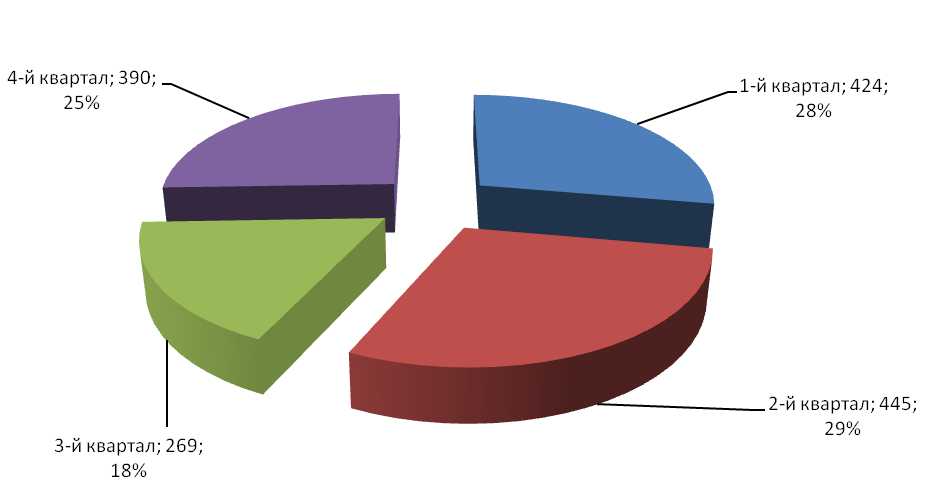 4-й квартал; 390;
25%
1-й квартал; 424;
28%
2-й квартал; 445;
29%
3-й квартал; 269;
18%